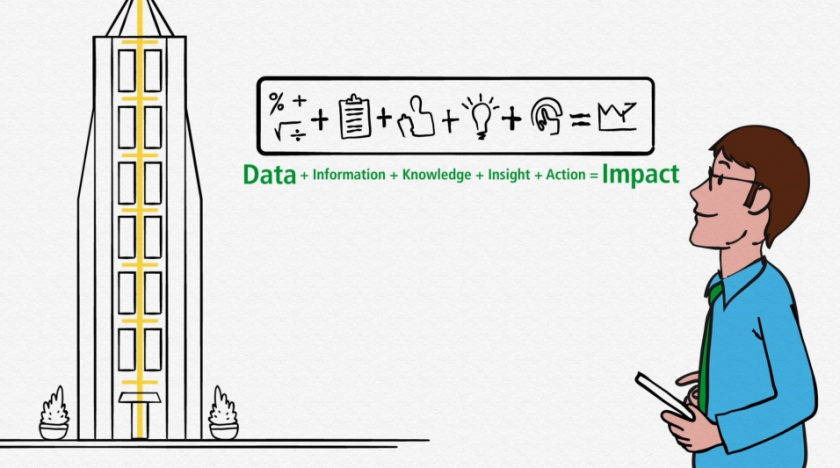 % +
√ ÷
+ + + + =
Data + Information + Knowledge + Insight + Action = Impact